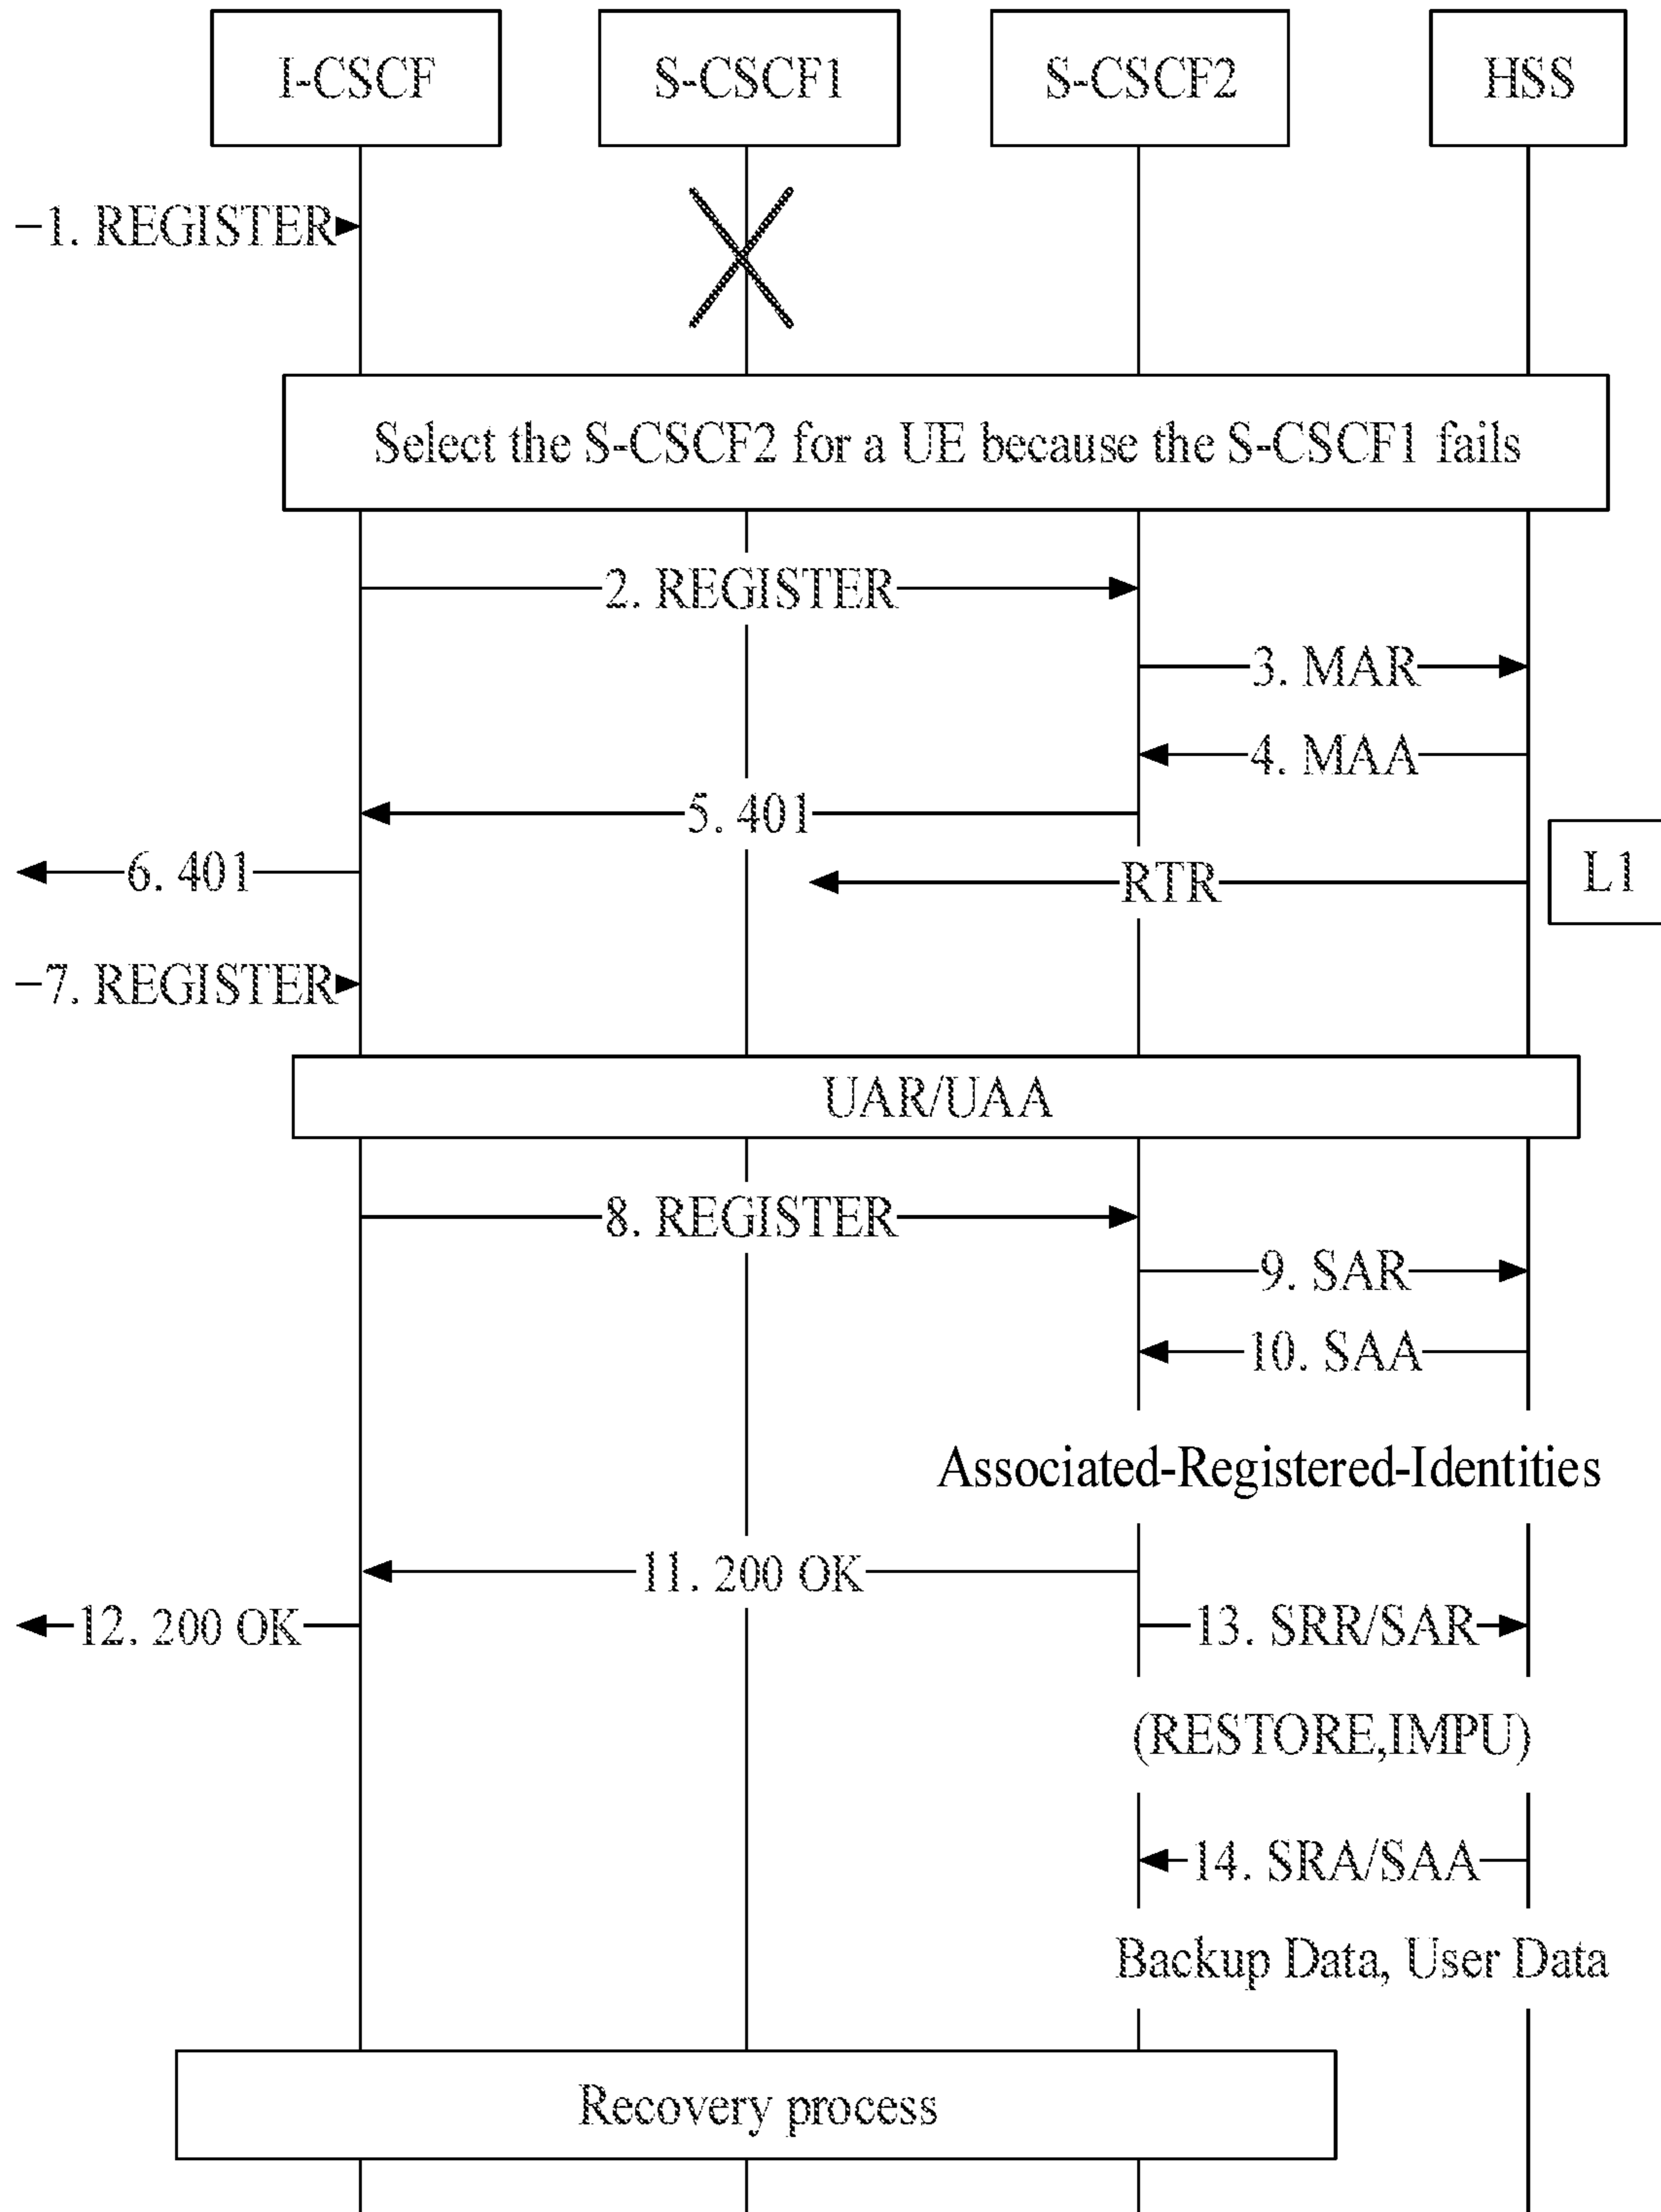 I-CSCF
S-CSCF1
S-CSCF2
HSS
1. REGISTER
Select the S-CSCF2 for a UE because the S-CSCF1 fails
2. REGISTER
3. MAR
4. MAA
5. 401
6. 401
RTR
L1
7. REGISTER
UAR/UAA
8. REGISTER
9. SAR
10. SAA
Associated-Registered-Identities
11. 200 OK
12. 200 OK
13. SRR/SAR
(RESTORE,IMPU)
14. SRA/SAA
Backup Data, User Data
Recovery process